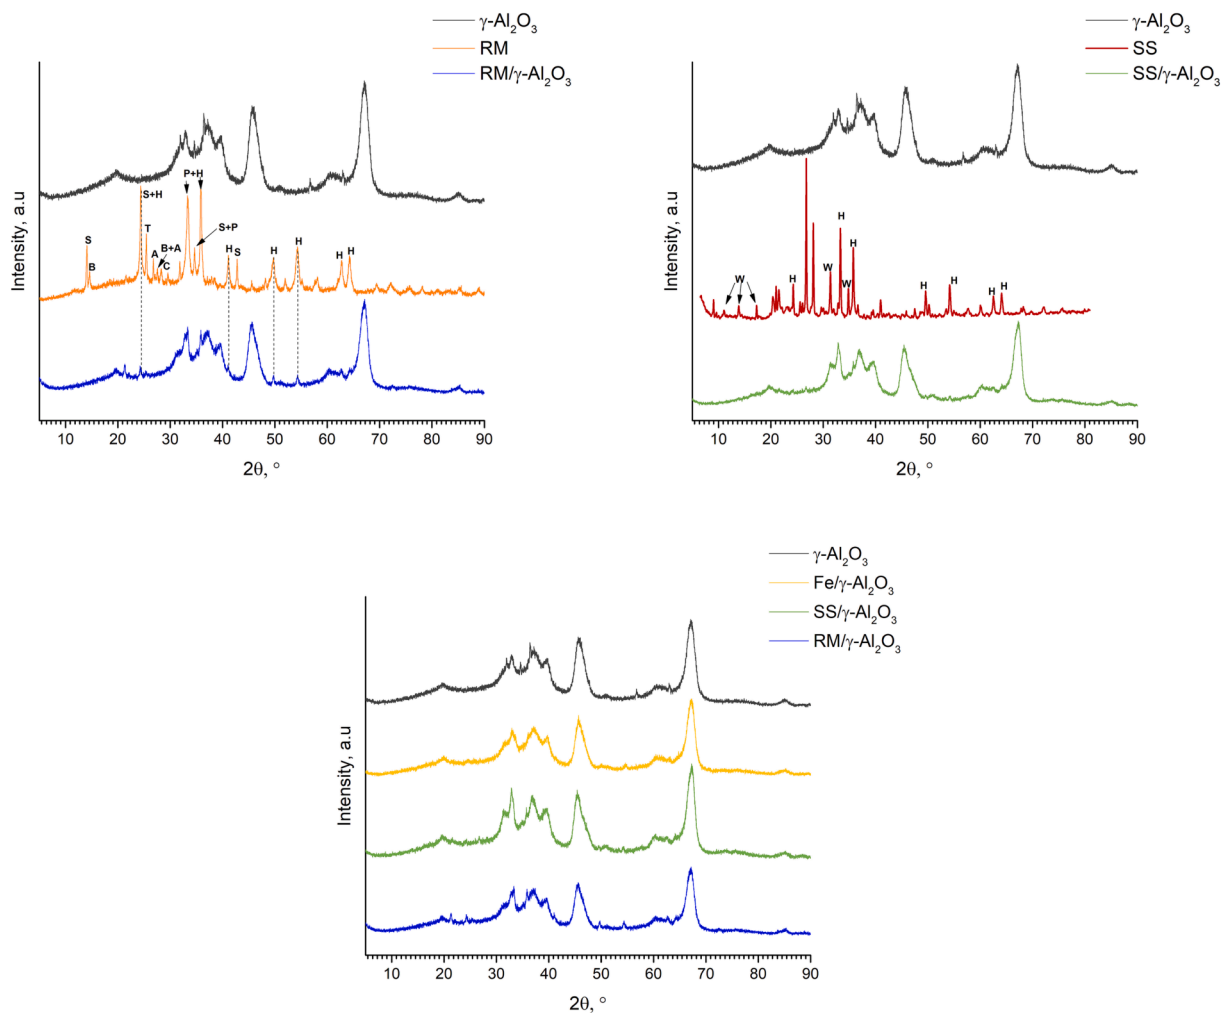 γ-Al₂O₃
RM
RM/γ-Al₂O₃
Intensity, a.u
S
B
S+H
T
A
B+A
C
P+H
S+P
H
S
H
H
H
H
10 20 30 40 50 60 70 80 90
2θ, °
γ-Al₂O₃
SS
SS/γ-Al₂O₃
Intensity, a.u
W
H
W
H
W
H
H
H
H
H
10 20 30 40 50 60 70 80 90
2θ, °
γ-Al₂O₃
Fe/γ-Al₂O₃
SS/γ-Al₂O₃
RM/γ-Al₂O₃
Intensity, a.u
10 20 30 40 50 60 70 80 90
2θ, °